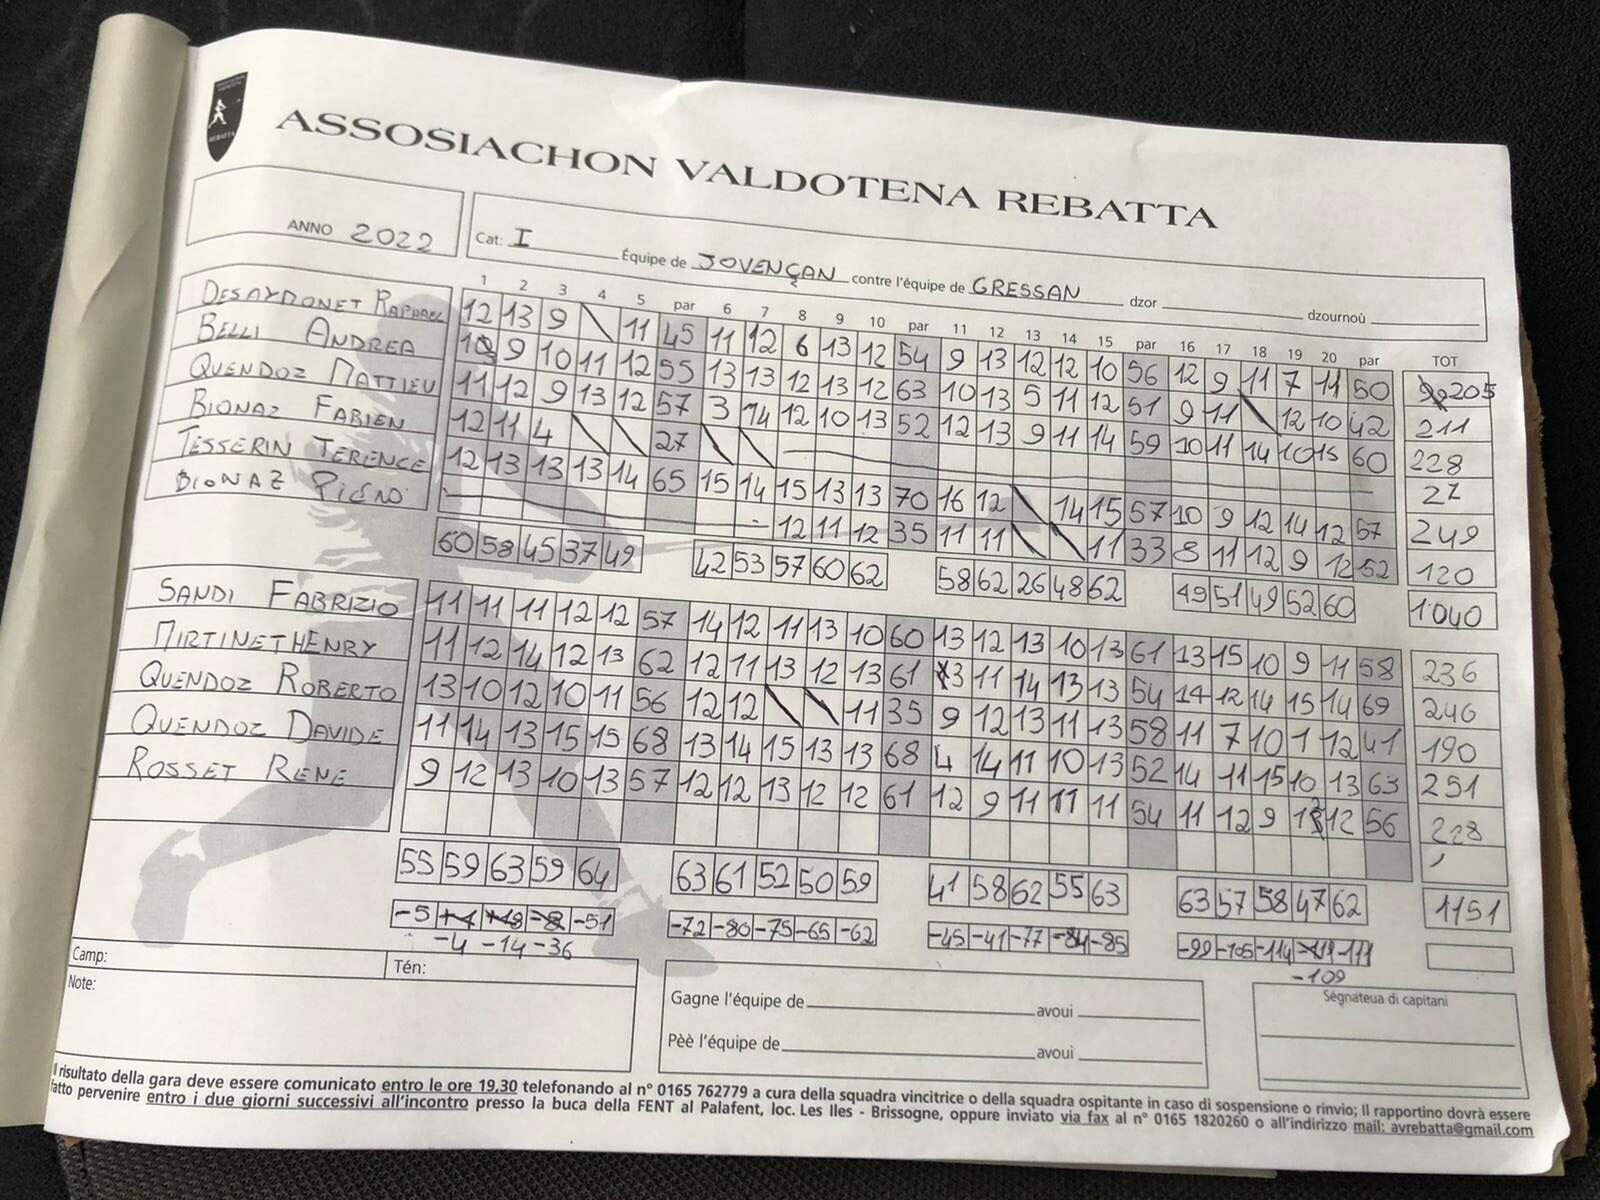 ASSOSIACHON VALDOTENA REBATTA
REBATTA
ANNO 2022
Cat: I Équipe de JOVENÇAN contre l'équipe de GRESSAN dzor dzournoù
1 2 3 4 5 par 6 7 8 9 10 par 11 12 13 14 15 par 16 17 18 19 20 par TOT
DESAYDONET RAPHAEL 12 13 9 \ 11 45 11 12 6 13 12 54 9 13 12 12 10 56 12 9 11 7 11 50 205
BELLI ANDREA 10 9 10 11 12 55 13 13 12 13 12 63 10 13 5 11 12 51 9 11 \ 12 10 42 211
QUENDOZ MATTIEU 11 12 9 13 12 57 3 14 12 10 13 52 12 13 9 11 14 59 10 11 14 10 15 60 228
BIONAZ FABIEN 12 11 4 \ \ 27 \ \ 27
TESSERIN TERENCE 12 13 13 13 14 65 15 14 15 13 13 70 16 12 \ 14 15 57 10 9 12 14 12 57 249
BIONAZ 12 11 12 35 11 11 \ \ 11 33 8 11 12 9 12 52 120
60 58 45 37 49 42 53 57 60 62 58 62 26 48 62 49 51 49 52 60 1040
SANDI FABRIZIO 11 11 11 12 12 57 14 12 11 13 10 60 13 12 13 10 13 61 13 15 10 9 11 58 236
MIRTINET HENRY 11 12 14 12 13 62 12 11 13 12 13 61 3 11 14 13 13 54 14 12 14 15 14 69 246
QUENDOZ ROBERTO 13 10 12 10 11 56 12 12 \ \ 11 35 9 12 13 11 13 58 11 7 10 1 12 41 190
QUENDOZ DAVIDE 11 14 13 15 15 68 13 14 15 13 13 68 4 14 11 10 13 52 14 11 15 10 13 63 251
ROSSET RENE 9 12 13 10 13 57 12 12 13 12 12 61 12 9 11 11 11 54 11 12 9 12 56 228
55 59 63 59 64 63 61 52 50 59 41 58 62 55 63 63 57 58 47 62 1151
-5 -51 -72 -80 -75 -65 -62 -45 -41 -77 -84 -85 -99 -105 -114 -111
-4 -14 -36 -109
Camp: Tén:
Note:
Gagne l'équipe de avoui
Pèè l'équipe de avoui
Ségnateua di capitani
Il risultato della gara deve essere comunicato entro le ore 19,30 telefonando al n° 0165 762779 a cura della squadra vincitrice o della squadra ospitante in caso di sospensione o rinvio; Il rapportino dovrà essere
fatto pervenire entro i due giorni successivi all'incontro presso la buca della FENT al Palafent, loc. Les Iles - Brissogne, oppure inviato via fax al n° 0165 1820260 o all'indirizzo mail: avrebatta@gmail.com